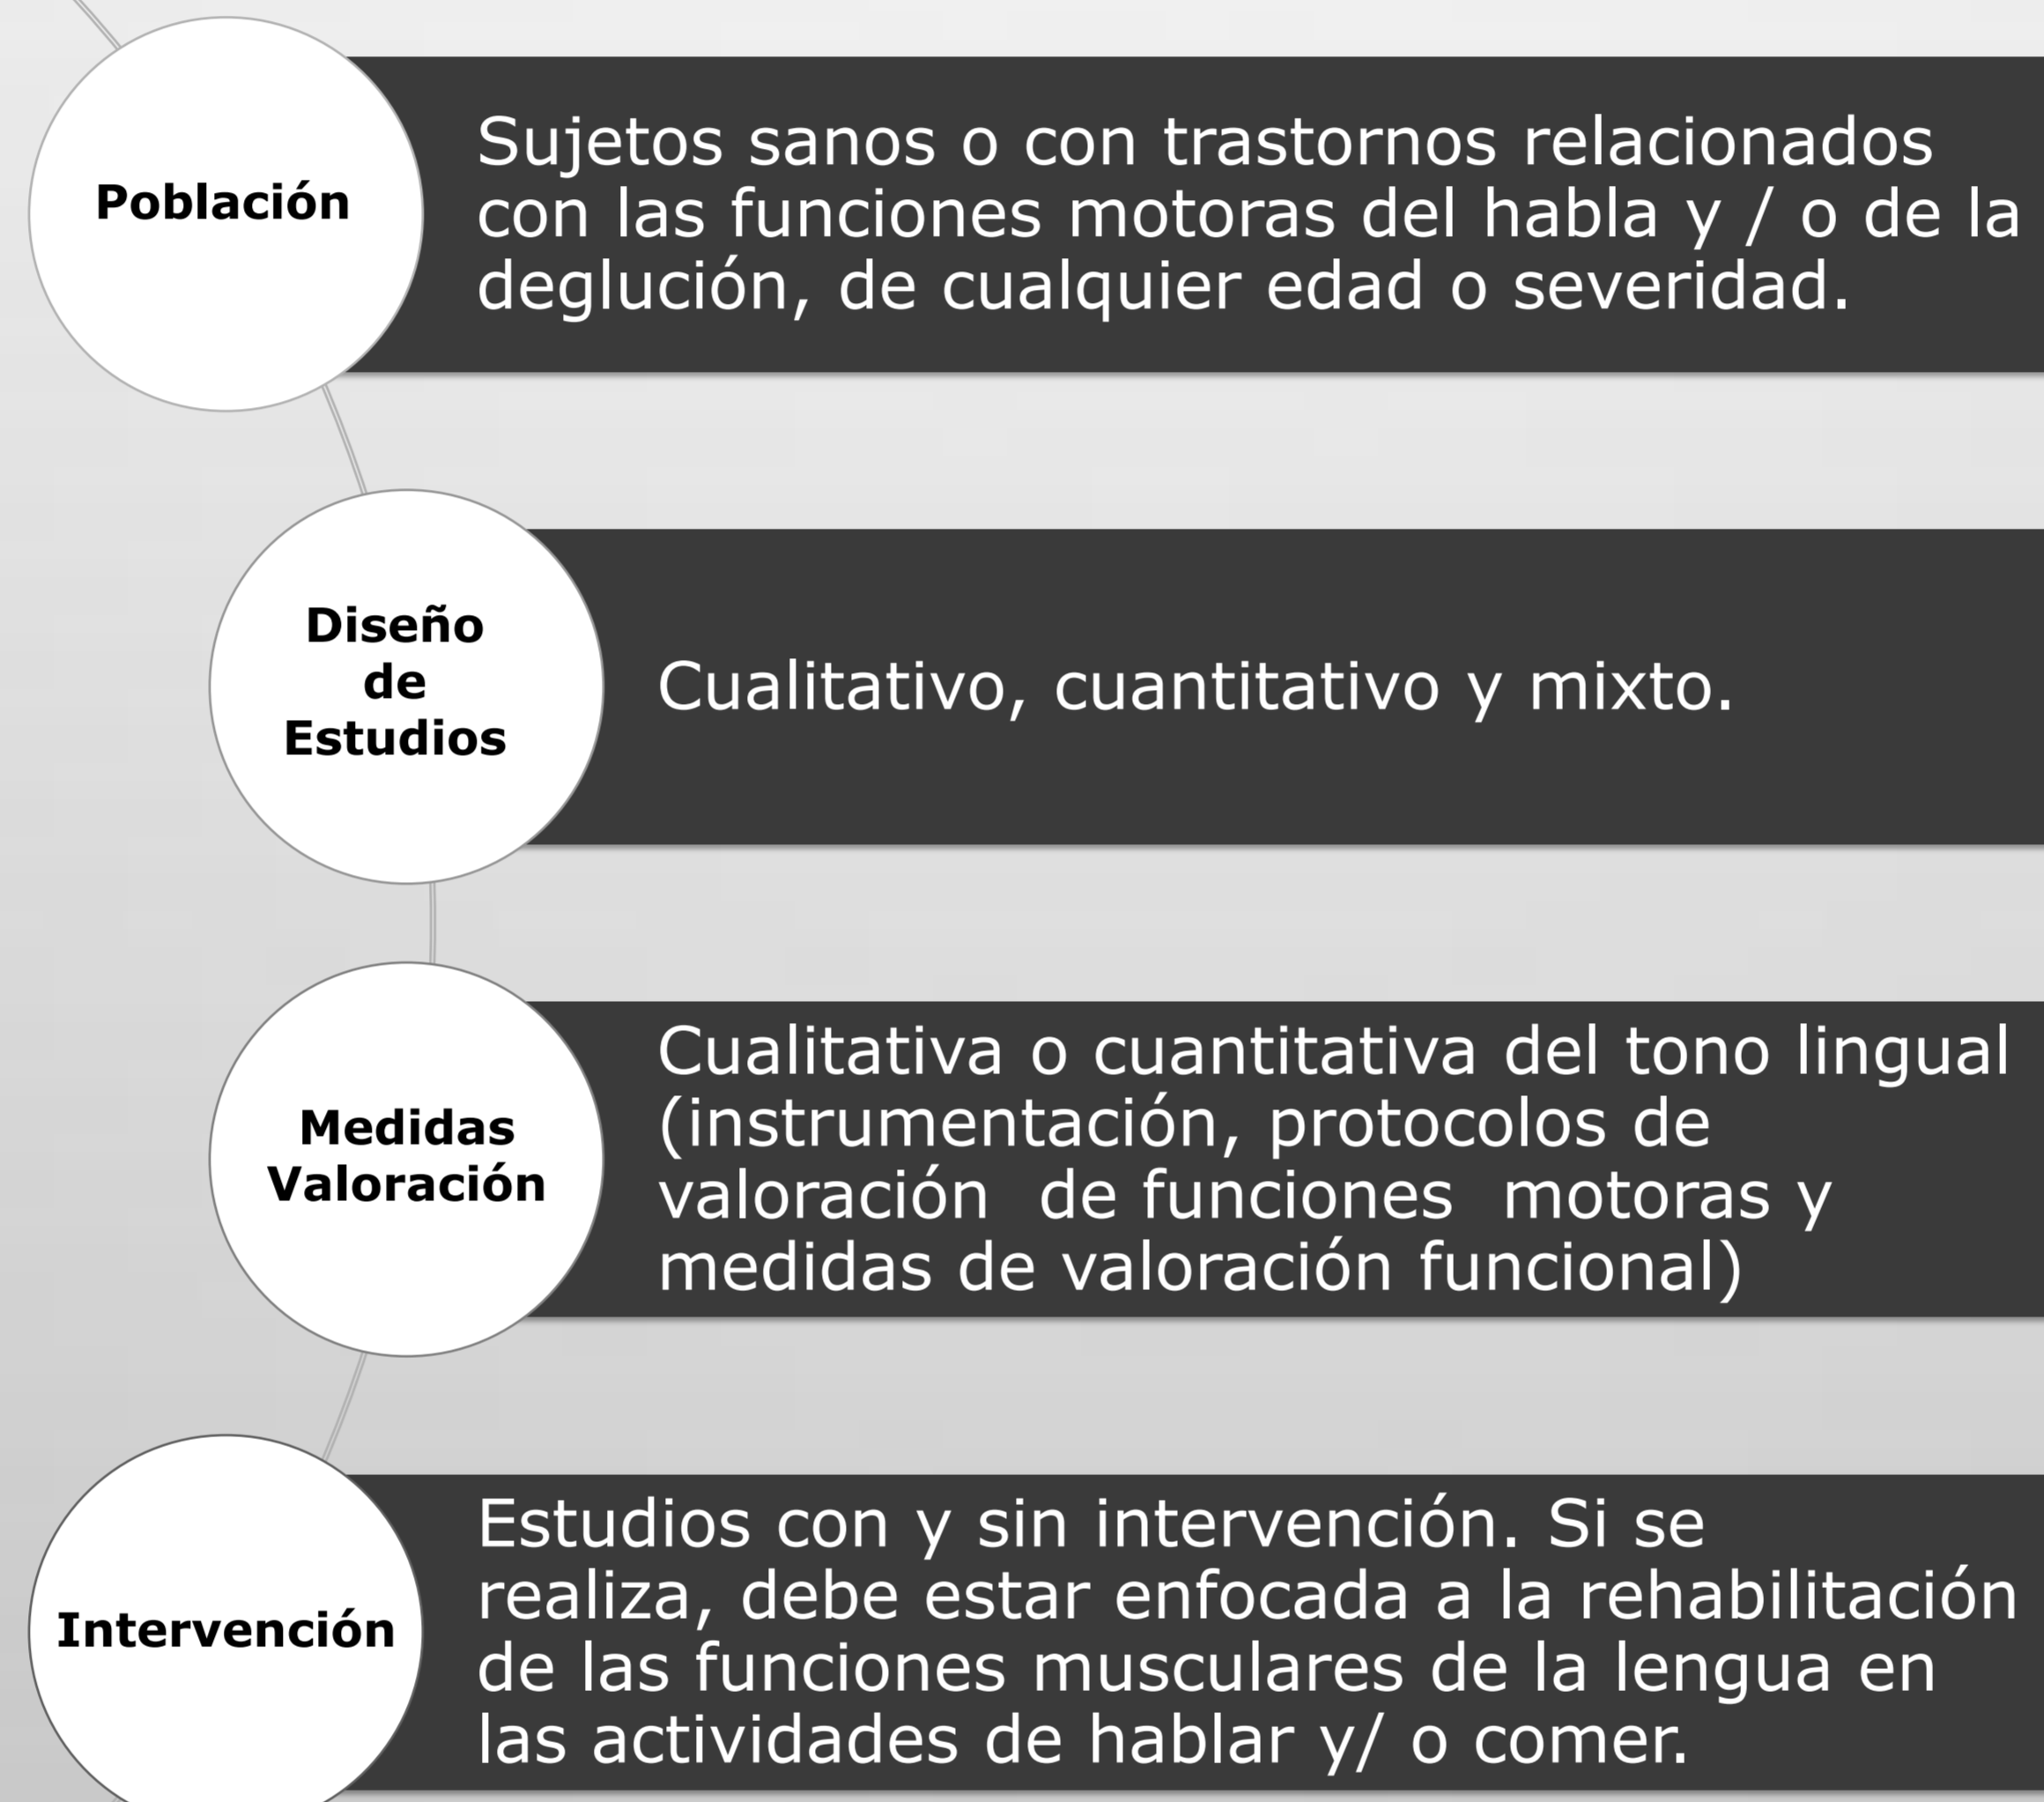 Población
Sujetos sanos o con trastornos relacionados
con las funciones motoras del habla y / o de la
deglución, de cualquier edad o severidad.
Diseño
de
Estudios
Cualitativo, cuantitativo y mixto.
Medidas
Valoración
Cualitativa o cuantitativa del tono lingual
(instrumentación, protocolos de
valoración  de funciones  motoras y
medidas de valoración funcional)
Intervención
Estudios con y sin intervención. Si se
realiza, debe estar enfocada a la rehabilitación
de las funciones musculares de la lengua en
las actividades de hablar y/ o comer.